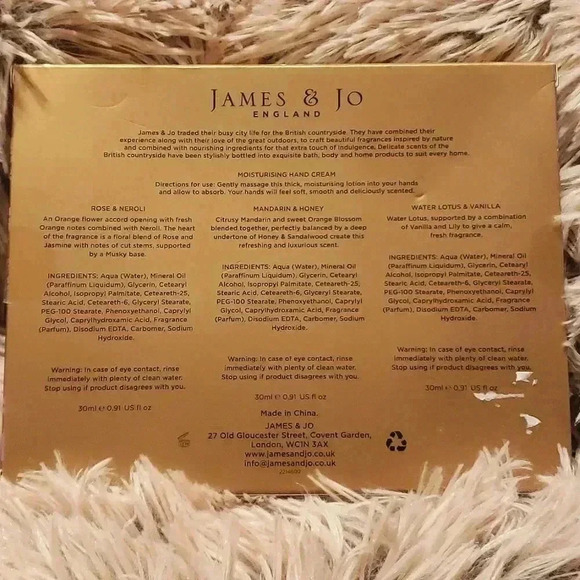 JAMES & JO
ENGLAND
James & Jo traded their busy city life for the British countryside. They have combined their
experience along with their love of the great outdoors, to craft beautiful fragrances inspired by nature
and combined with nourishing ingredients for that extra touch of indulgence. Delicate scents of the
British countryside have been stylishly bottled into exquisite bath, body and home products to suit every home.
MOISTURISING HAND CREAM
Directions for use: Gently massage this thick, moisturising lotion into your hands
and allow to absorb. Your hands will feel soft, smooth and deliciously scented.
ROSE & NEROLI
An Orange flower accord opening with fresh
Orange notes combined with Neroli. The heart
of the fragrance is a floral blend of Rose and
Jasmine with notes of cut stems, supported
by a Musky base.
INGREDIENTS: Aqua (Water), Mineral Oil
(Paraffinum Liquidum), Glycerin, Cetearyl
Alcohol, Isopropyl Palmitate, Ceteareth-25,
Stearic Acid, Ceteareth-6, Glyceryl Stearate,
PEG-100 Stearate, Phenoxyethanol, Caprylyl
Glycol, Caprylhydroxamic Acid, Fragrance
(Parfum), Disodium EDTA, Carbomer, Sodium
Hydroxide.
Warning: In case of eye contact, rinse
immediately with plenty of clean water.
Stop using if product disagrees with you.
30ml e 0.91 US fl oz
MANDARIN & HONEY
Citrusy Mandarin and sweet Orange Blossom
blended together, perfectly balanced by a deep
undertone of Honey & Sandalwood create this
refreshing and luxurious scent.
INGREDIENTS: Aqua (Water), Mineral Oil
(Paraffinum Liquidum), Glycerin, Cetearyl
Alcohol, Isopropyl Palmitate, Ceteareth-25,
Stearic Acid, Ceteareth-6, Glyceryl Stearate,
PEG-100 Stearate, Phenoxyethanol, Caprylyl
Glycol, Caprylhydroxamic Acid, Fragrance
(Parfum), Disodium EDTA, Carbomer, Sodium
Hydroxide.
Warning: In case of eye contact, rinse
immediately with plenty of clean water.
Stop using if product disagrees with you.
30ml e 0.91 US fl oz
WATER LOTUS & VANILLA
Water Lotus, supported by a combination
of Vanilla and Lily to give a calm,
fresh fragrance.
INGREDIENTS: Aqua (Water), Mineral Oil
(Paraffinum Liquidum), Glycerin, Cetearyl
Alcohol, Isopropyl Palmitate, Ceteareth-25,
Stearic Acid, Ceteareth-6, Glyceryl Stearate,
PEG-100 Stearate, Phenoxyethanol, Caprylyl
Glycol, Caprylhydroxamic Acid, Fragrance
(Parfum), Disodium EDTA, Carbomer, Sodium
Hydroxide.
Warning: In case of eye contact, rinse
immediately with plenty of clean water.
Stop using if product disagrees with you.
30ml e 0.91 US fl oz
Made in China.
JAMES & JO
27 Old Gloucester Street, Covent Garden,
London, WC1N 3AX
www.jamesandjo.co.uk
info@jamesandjo.co.uk